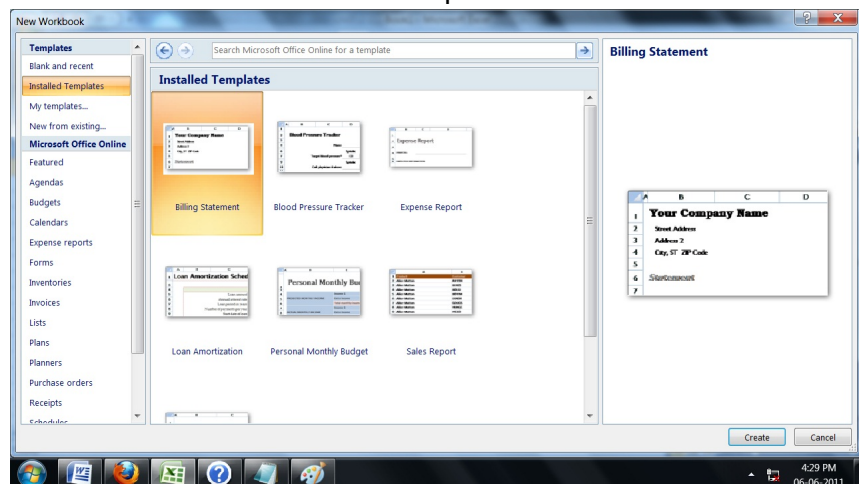 New Workbook
Templates
Blank and recent
Installed Templates
My templates...
New from existing...
Microsoft Office Online
Featured
Agendas
Budgets
Calendars
Expense reports
Forms
Inventories
Invoices
Lists
Plans
Planners
Purchase orders
Receipts
Schedules
Search Microsoft Office Online for a template
Installed Templates
Your Company Name
Billing Statement
Blood Pressure Tracker
Blood Pressure Tracker
Expense Report
Expense Report
Loan Amortization Sched
Loan Amortization
Personal Monthly Bu
Personal Monthly Budget
Sales Report
Billing Statement
A B C D
1 Your Company Name
2 Street Address
3 Address 2
4 City, ST ZIP Code
5
6 Statement
7
Create
Cancel
4:29 PM
06-06-2011